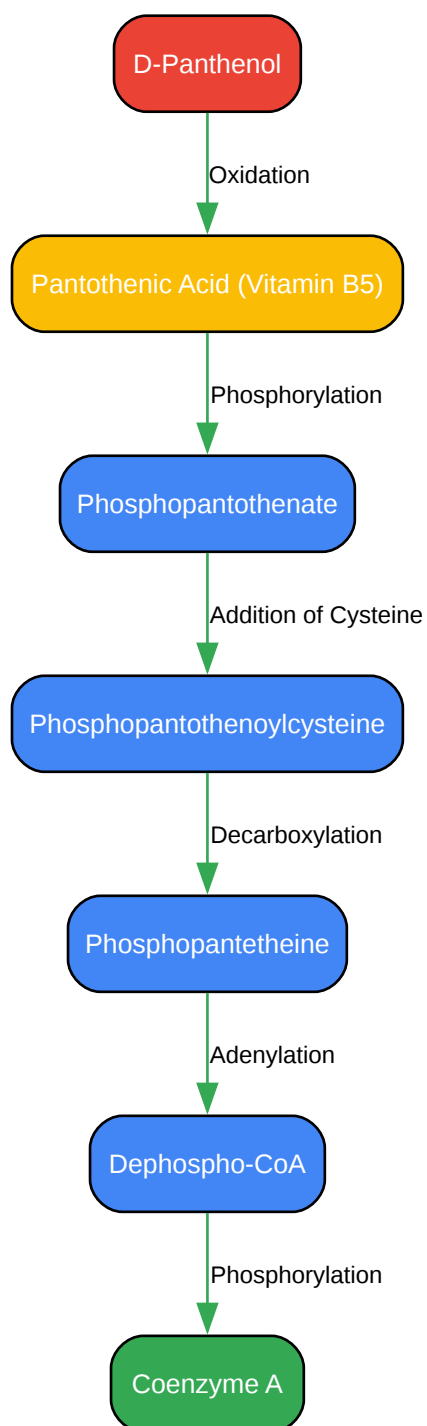 D-Panthenol
Oxidation
Pantothenic Acid (Vitamin B5)
Phosphorylation
Phosphopantothenate
Addition of Cysteine
Phosphopantothenoylcysteine
Decarboxylation
Phosphopantetheine
Adenylation
Dephospho-CoA
Phosphorylation
Coenzyme A